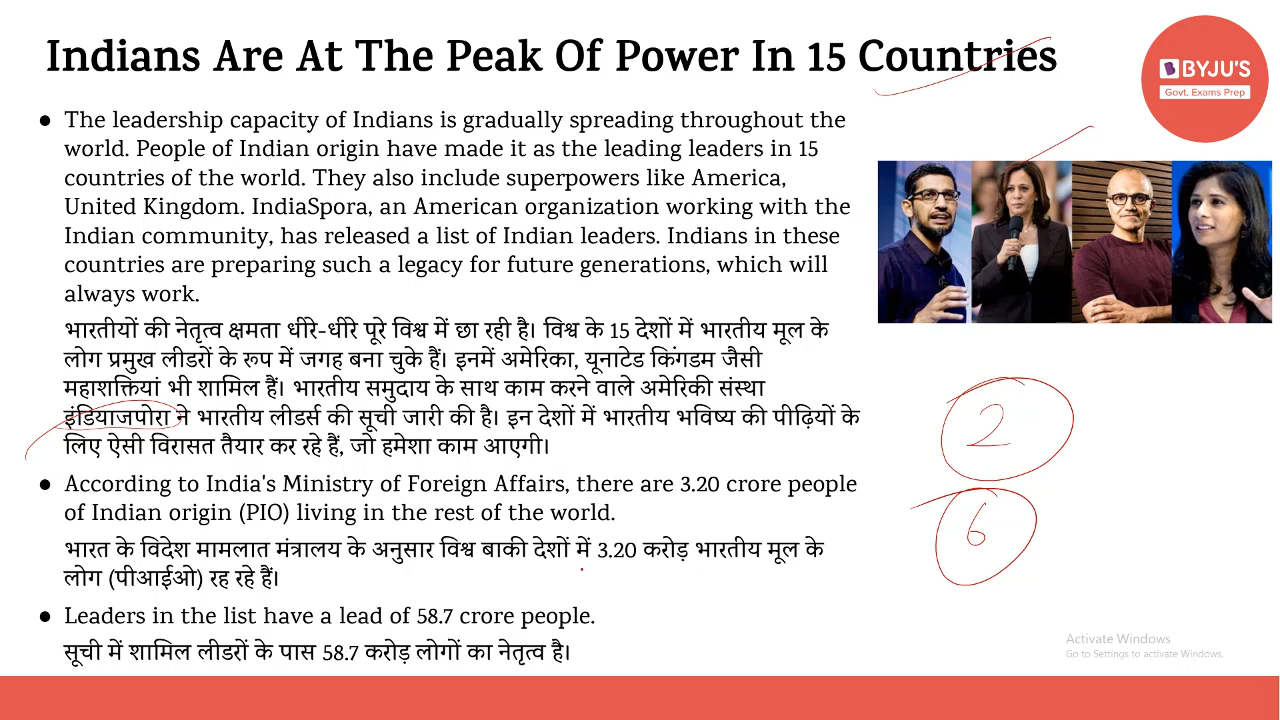 Indians Are At The Peak Of Power In 15 Countries
BYJU'S
Govt. Exams Prep
● The leadership capacity of Indians is gradually spreading throughout the
world. People of Indian origin have made it as the leading leaders in 15
countries of the world. They also include superpowers like America,
United Kingdom. IndiaSpora, an American organization working with the
Indian community, has released a list of Indian leaders. Indians in these
countries are preparing such a legacy for future generations, which will
always work.
भारतीयों की नेतृत्व क्षमता धीरे-धीरे पूरे विश्व में छा रही है। विश्व के 15 देशों में भारतीय मूल के
लोग प्रमुख लीडरों के रूप में जगह बना चुके हैं। इनमें अमेरिका, यूनाटेड किंगडम जैसी
महाशक्तियां भी शामिल हैं। भारतीय समुदाय के साथ काम करने वाले अमेरिकी संस्था
इंडियाजपोरा ने भारतीय लीडर्स की सूची जारी की है। इन देशों में भारतीय भविष्य की पीढ़ियों के
लिए ऐसी विरासत तैयार कर रहे हैं, जो हमेशा काम आएगी।
● According to India's Ministry of Foreign Affairs, there are 3.20 crore people
of Indian origin (PIO) living in the rest of the world.
भारत के विदेश मामलात मंत्रालय के अनुसार विश्व बाकी देशों में 3.20 करोड़ भारतीय मूल के
लोग (पीआईओ) रह रहे हैं।
● Leaders in the list have a lead of 58.7 crore people.
सूची में शामिल लीडरों के पास 58.7 करोड़ लोगों का नेतृत्व है।
2
6
Activate Windows
Go to Settings to activate Windows.